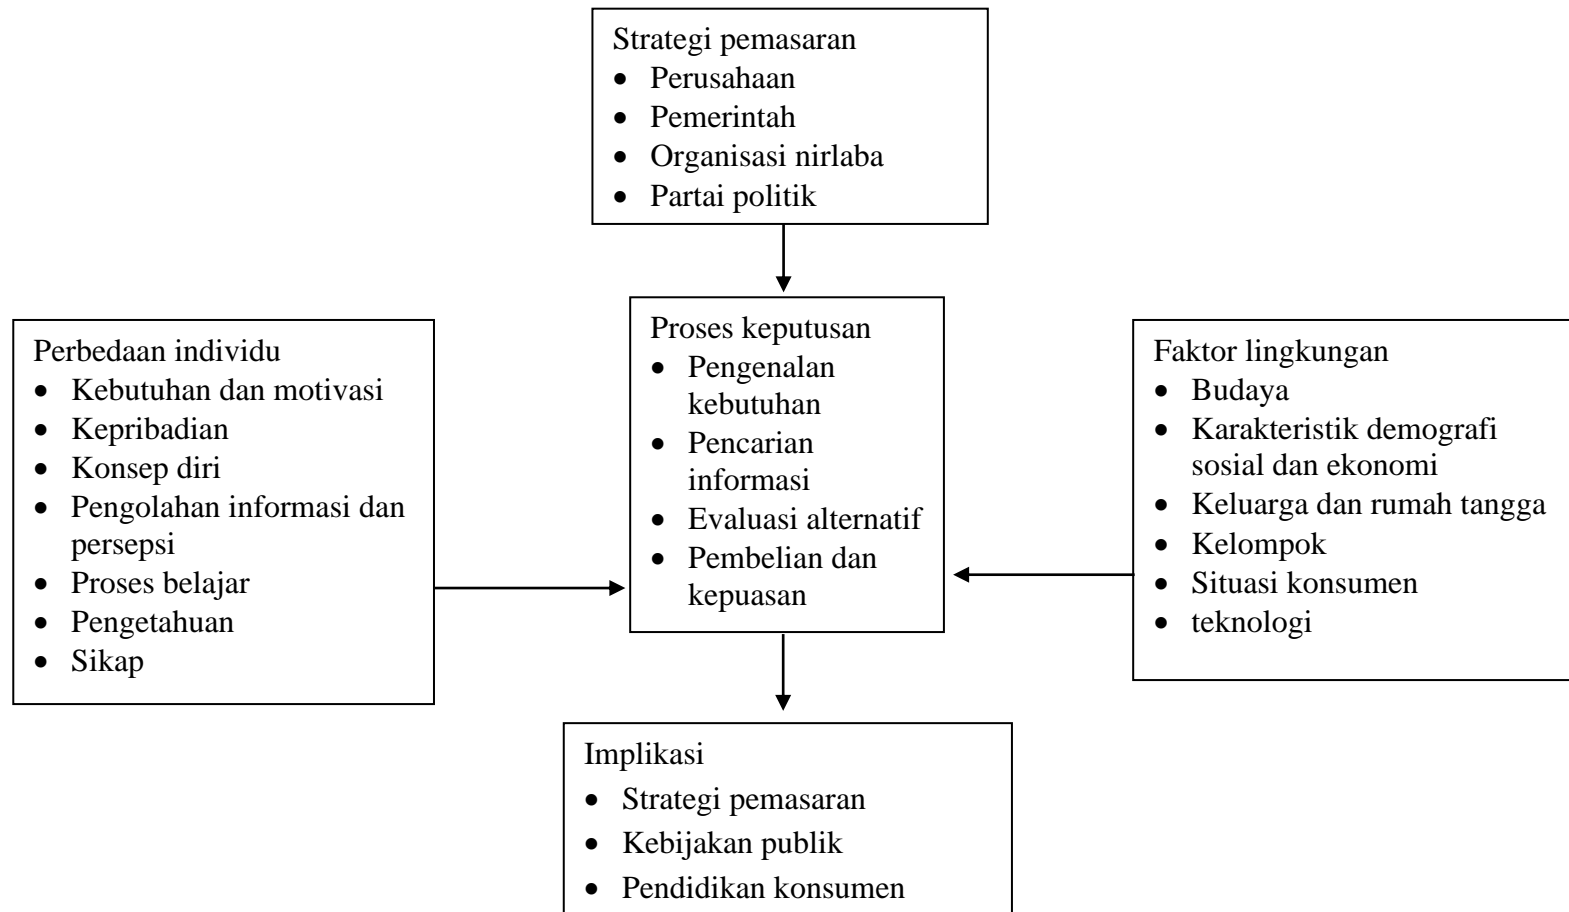 Strategi pemasaran
• Perusahaan
• Pemerintah
• Organisasi nirlaba
• Partai politik
Perbedaan individu
• Kebutuhan dan motivasi
• Kepribadian
• Konsep diri
• Pengolahan informasi dan
persepsi
• Proses belajar
• Pengetahuan
• Sikap
Proses keputusan
• Pengenalan
kebutuhan
• Pencarian
informasi
• Evaluasi alternatif
• Pembelian dan
kepuasan
Faktor lingkungan
• Budaya
• Karakteristik demografi
sosial dan ekonomi
• Keluarga dan rumah tangga
• Kelompok
• Situasi konsumen
• teknologi
Implikasi
• Strategi pemasaran
• Kebijakan publik
• Pendidikan konsumen